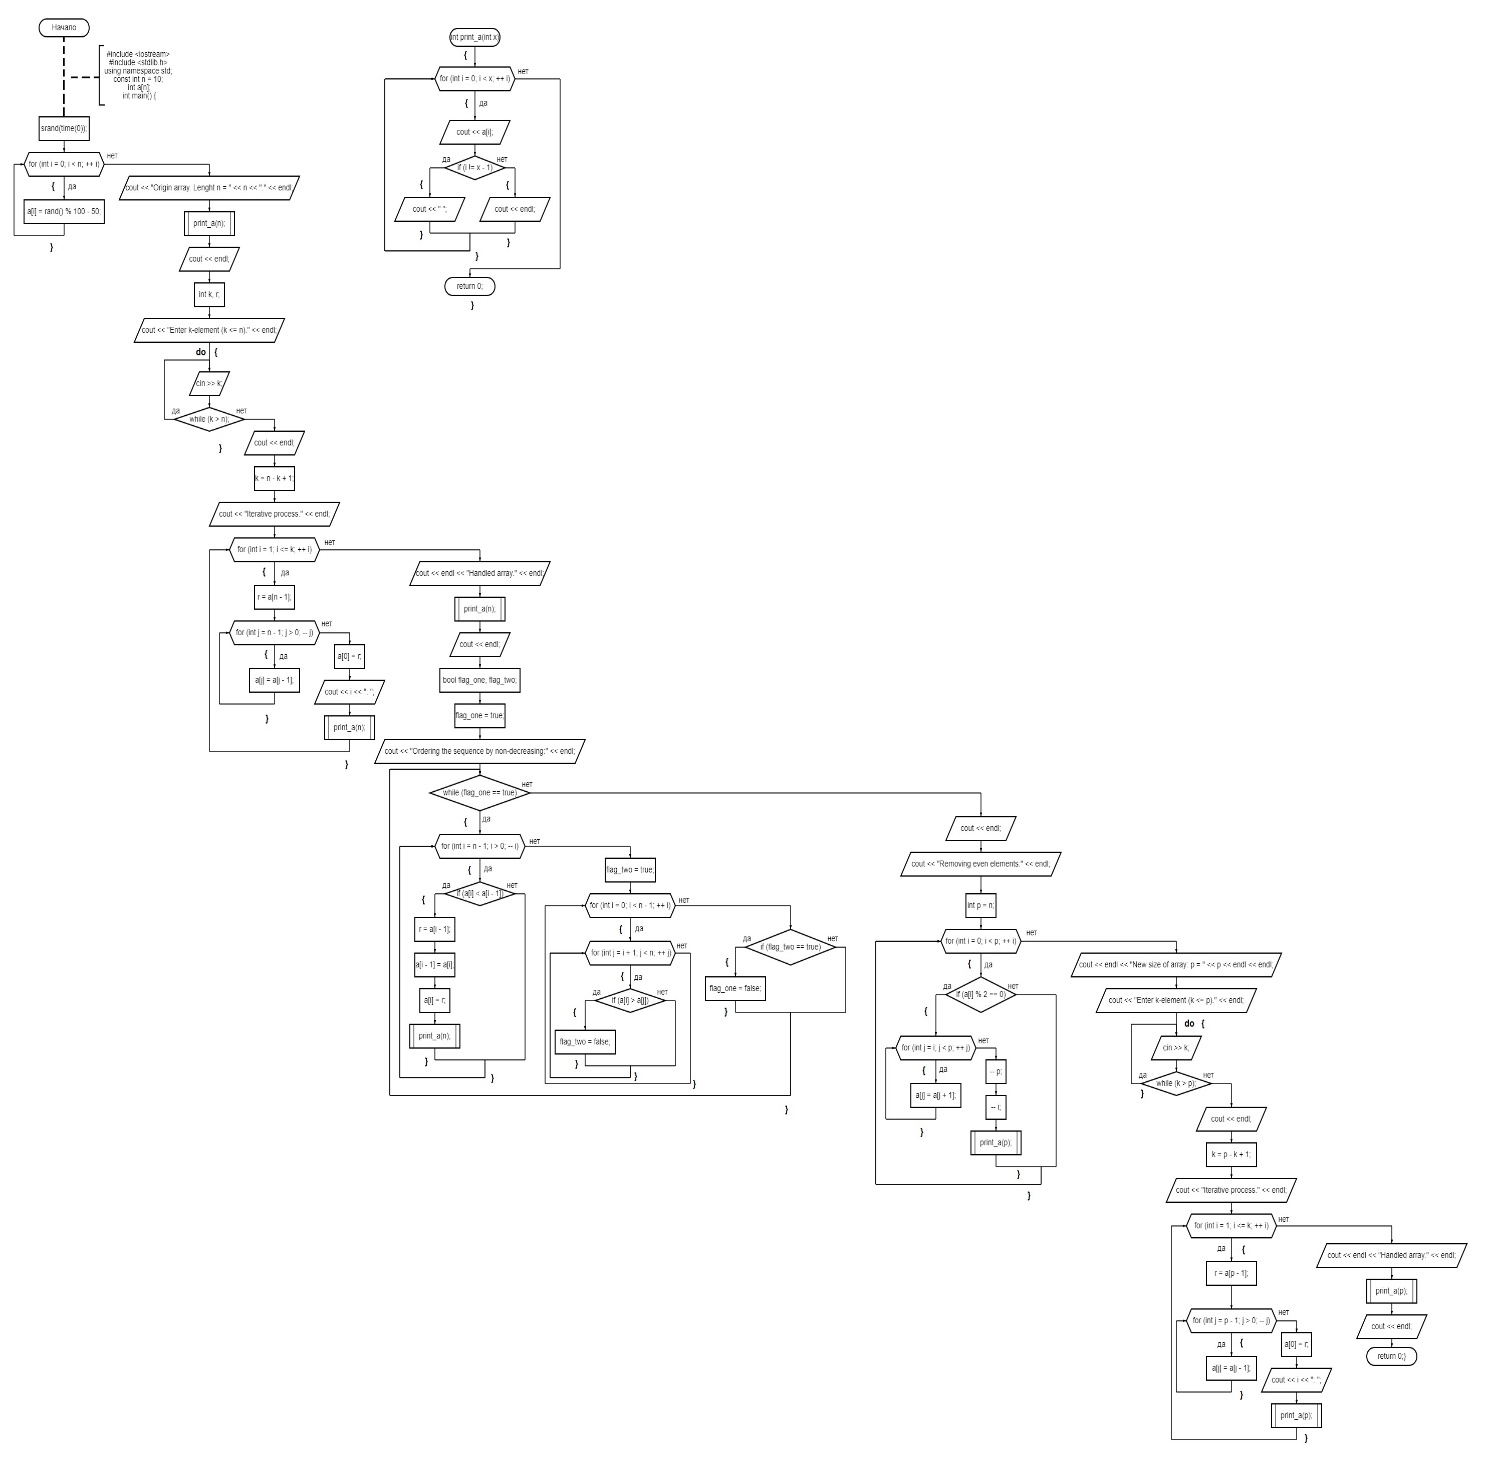 Начало
#include <iostream>
#include <stdlib.h>
using namespace std;
const int n = 10;
int a[n];
int main() {
srand(time(0));
for (int i = 0; i < n; ++ i)
нет
{ да
a[i] = rand() % 100 - 50;
}
cout << "Origin array. Lenght n = " << n << "." << endl;
print_a(n);
cout << endl;
int k, r;
cout << "Enter k-element (k <= n)." << endl;
do {
cin >> k;
да
нет
while (k > n);
}
cout << endl;
k = n - k + 1;
cout << "Iterative process." << endl;
for (int i = 1; i <= k; ++ i)
нет
{ да
r = a[n - 1];
for (int j = n - 1; j > 0; -- j)
нет
{ да
a[j] = a[j - 1];
}
a[0] = r;
cout << i << ": ";
print_a(n);
}
int print_a(int x)
{
for (int i = 0; i < x; ++ i)
нет
{ да
cout << a[i];
да
нет
if (i != x - 1)
{
{
cout << " ";
cout << endl;
}
}
}
return 0;
}
cout << endl << "Handled array." << endl;
print_a(n);
cout << endl;
bool flag_one, flag_two;
flag_one = true;
cout << "Ordering the sequence by non-decreasing:" << endl;
while (flag_one == true)
нет
{ да
for (int i = n - 1; i > 0; -- i)
нет
{ да
да
нет
if (a[i] < a[i - 1])
{
r = a[i - 1];
a[i - 1] = a[i];
a[i] = r;
print_a(n);
}
}
flag_two = true;
for (int i = 0; i < n - 1; ++ i)
нет
{ да
for (int j = i + 1; j < n; ++ j)
нет
{ да
да
нет
if (a[i] > a[j])
{
flag_two = false;
}
}
}
да
нет
if (flag_two == true)
{
flag_one = false;
}
}
cout << endl;
cout << "Removing even elements:" << endl;
int p = n;
for (int i = 0; i < p; ++ i)
нет
{ да
да
нет
if (a[i] % 2 == 0)
{
for (int j = i; j < p; ++ j)
нет
{ да
a[j] = a[j + 1];
}
-- p;
-- i;
print_a(p);
}
}
cout << endl << "New size of array: p = " << p << endl << endl;
cout << "Enter k-element (k <= p)." << endl;
do {
cin >> k;
да
нет
while (k > p);
}
cout << endl;
k = p - k + 1;
cout << "Iterative process." << endl;
for (int i = 1; i <= k; ++ i)
нет
да {
r = a[p - 1];
for (int j = p - 1; j > 0; -- j)
нет
да {
a[j] = a[j - 1];
}
a[0] = r;
cout << i << ": ";
print_a(p);
}
cout << endl << "Handled array." << endl;
print_a(p);
cout << endl;
return 0;}